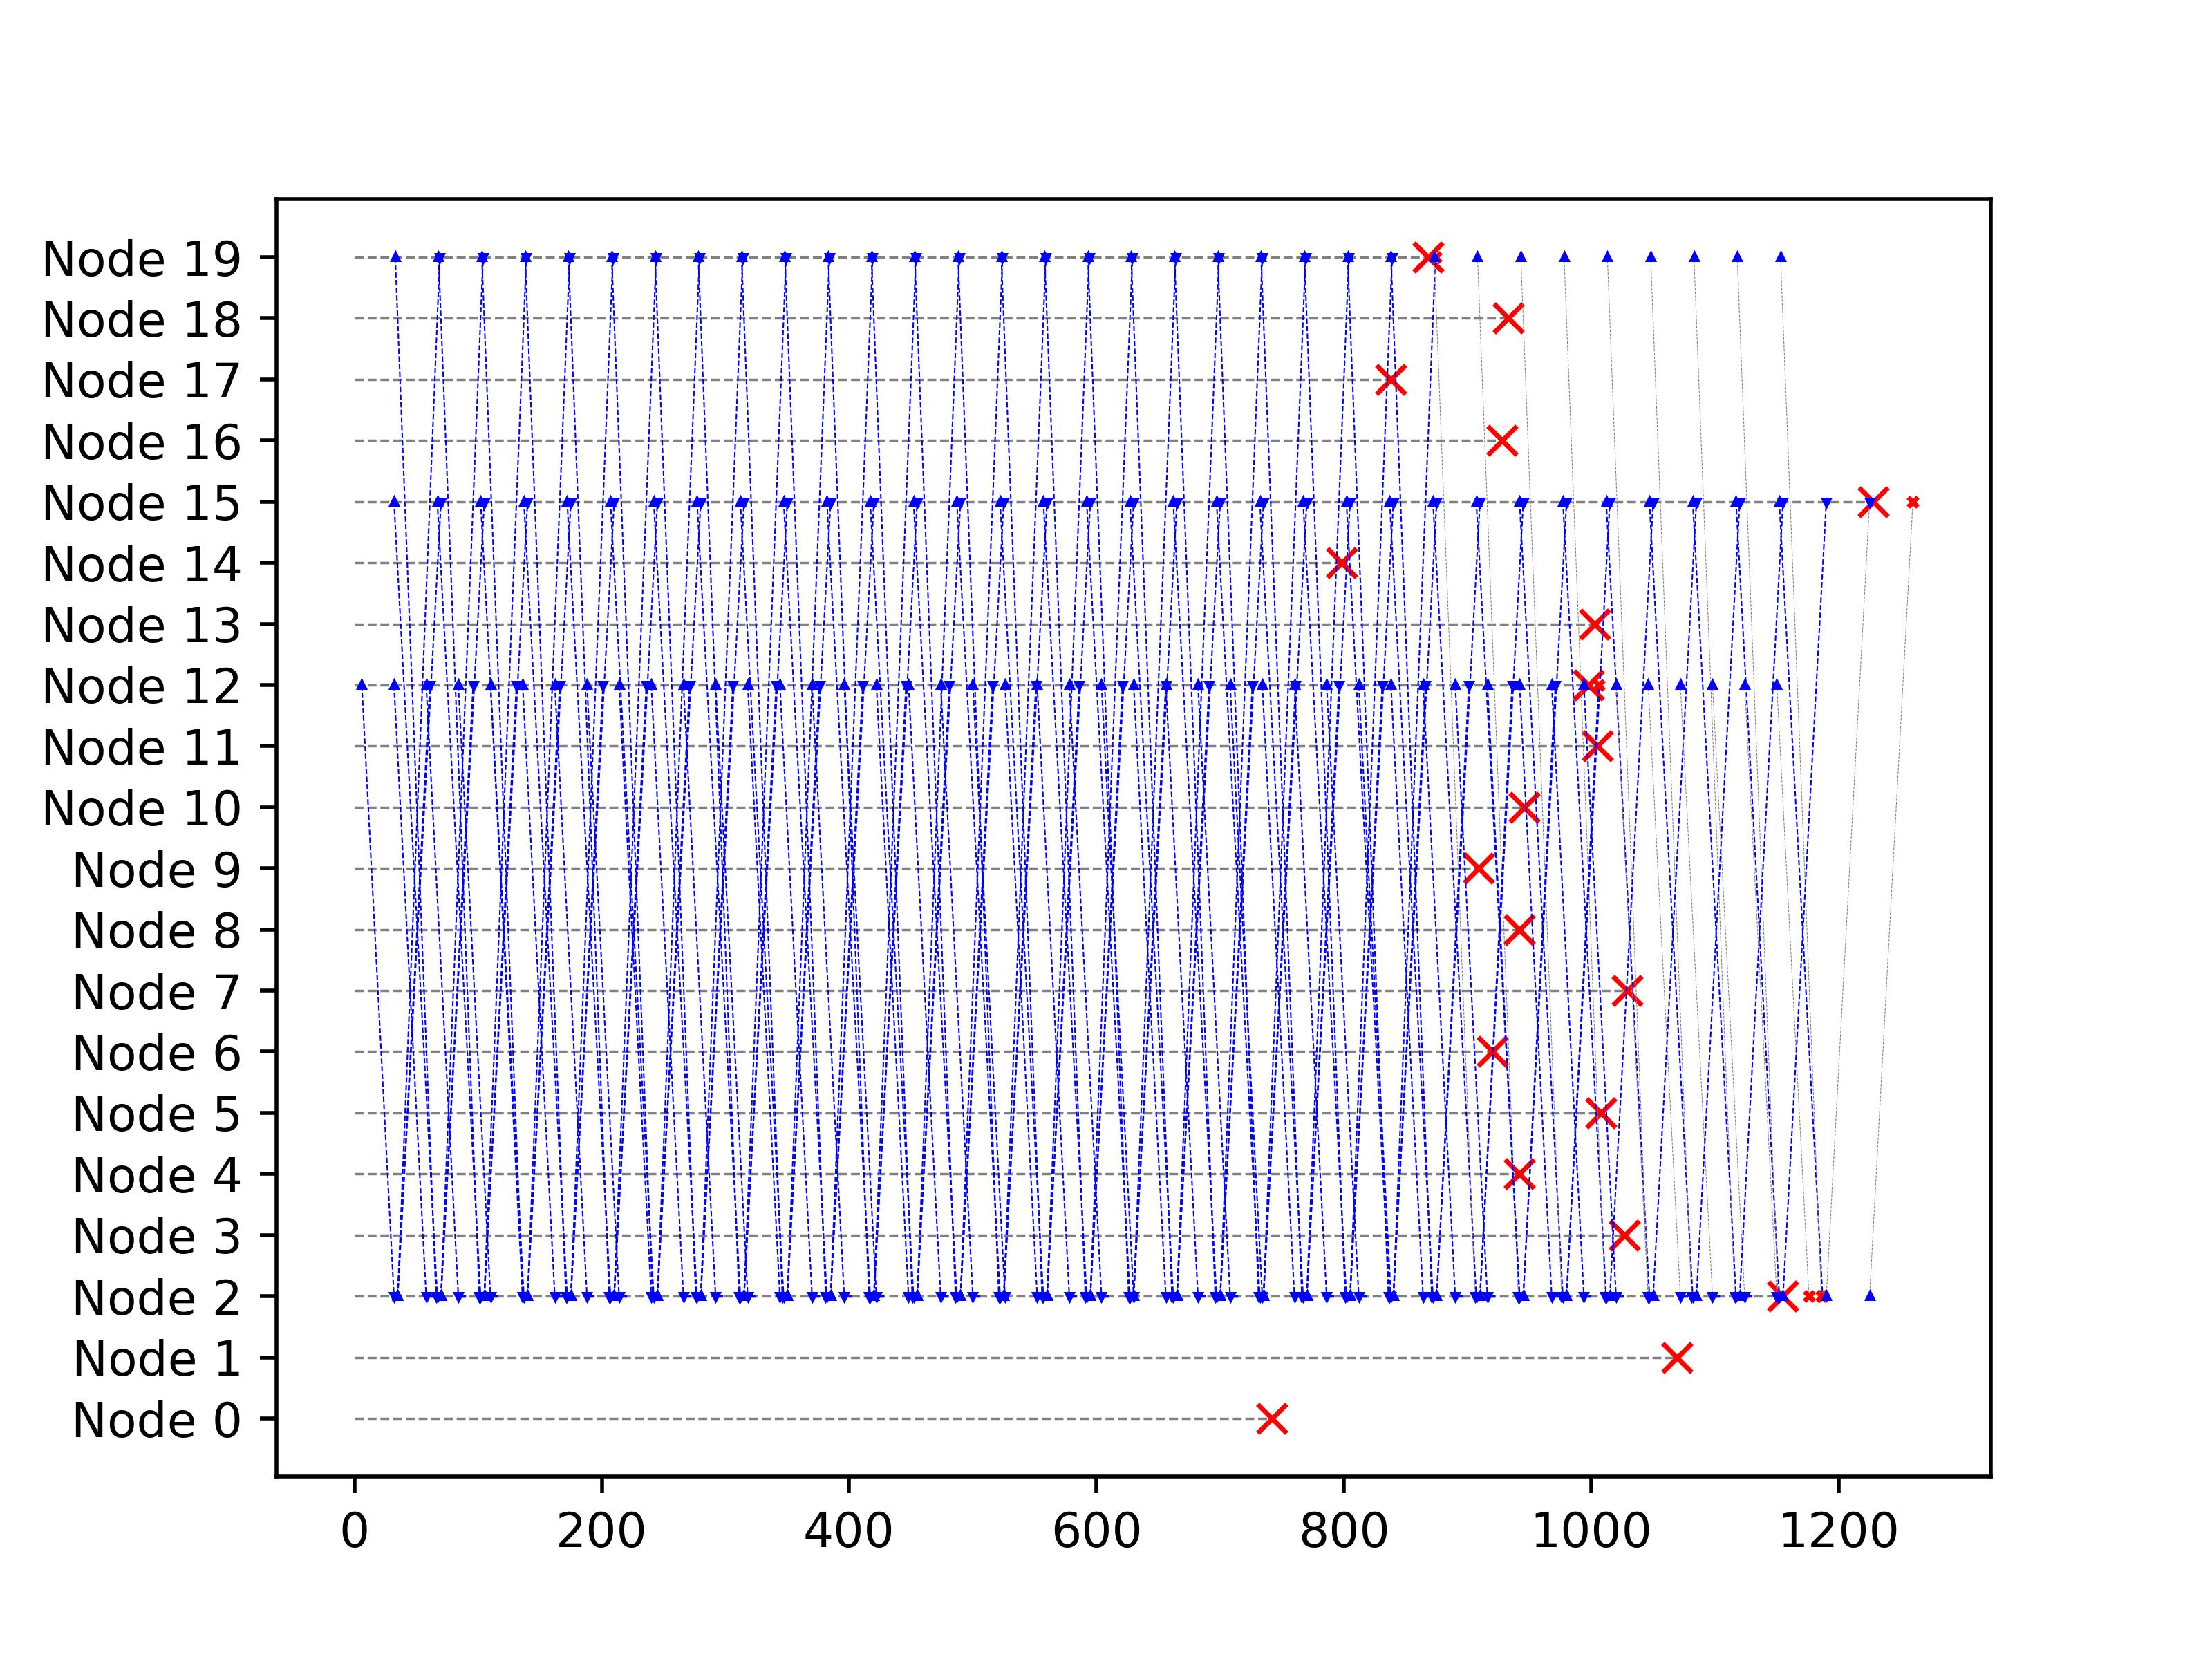 Node 19
Node 18
Node 17
Node 16
Node 15
Node 14
Node 13
Node 12
Node 11
Node 10
Node 9
Node 8
Node 7
Node 6
Node 5
Node 4
Node 3
Node 2
Node 1
Node 0
0 200 400 600 800 1000 1200